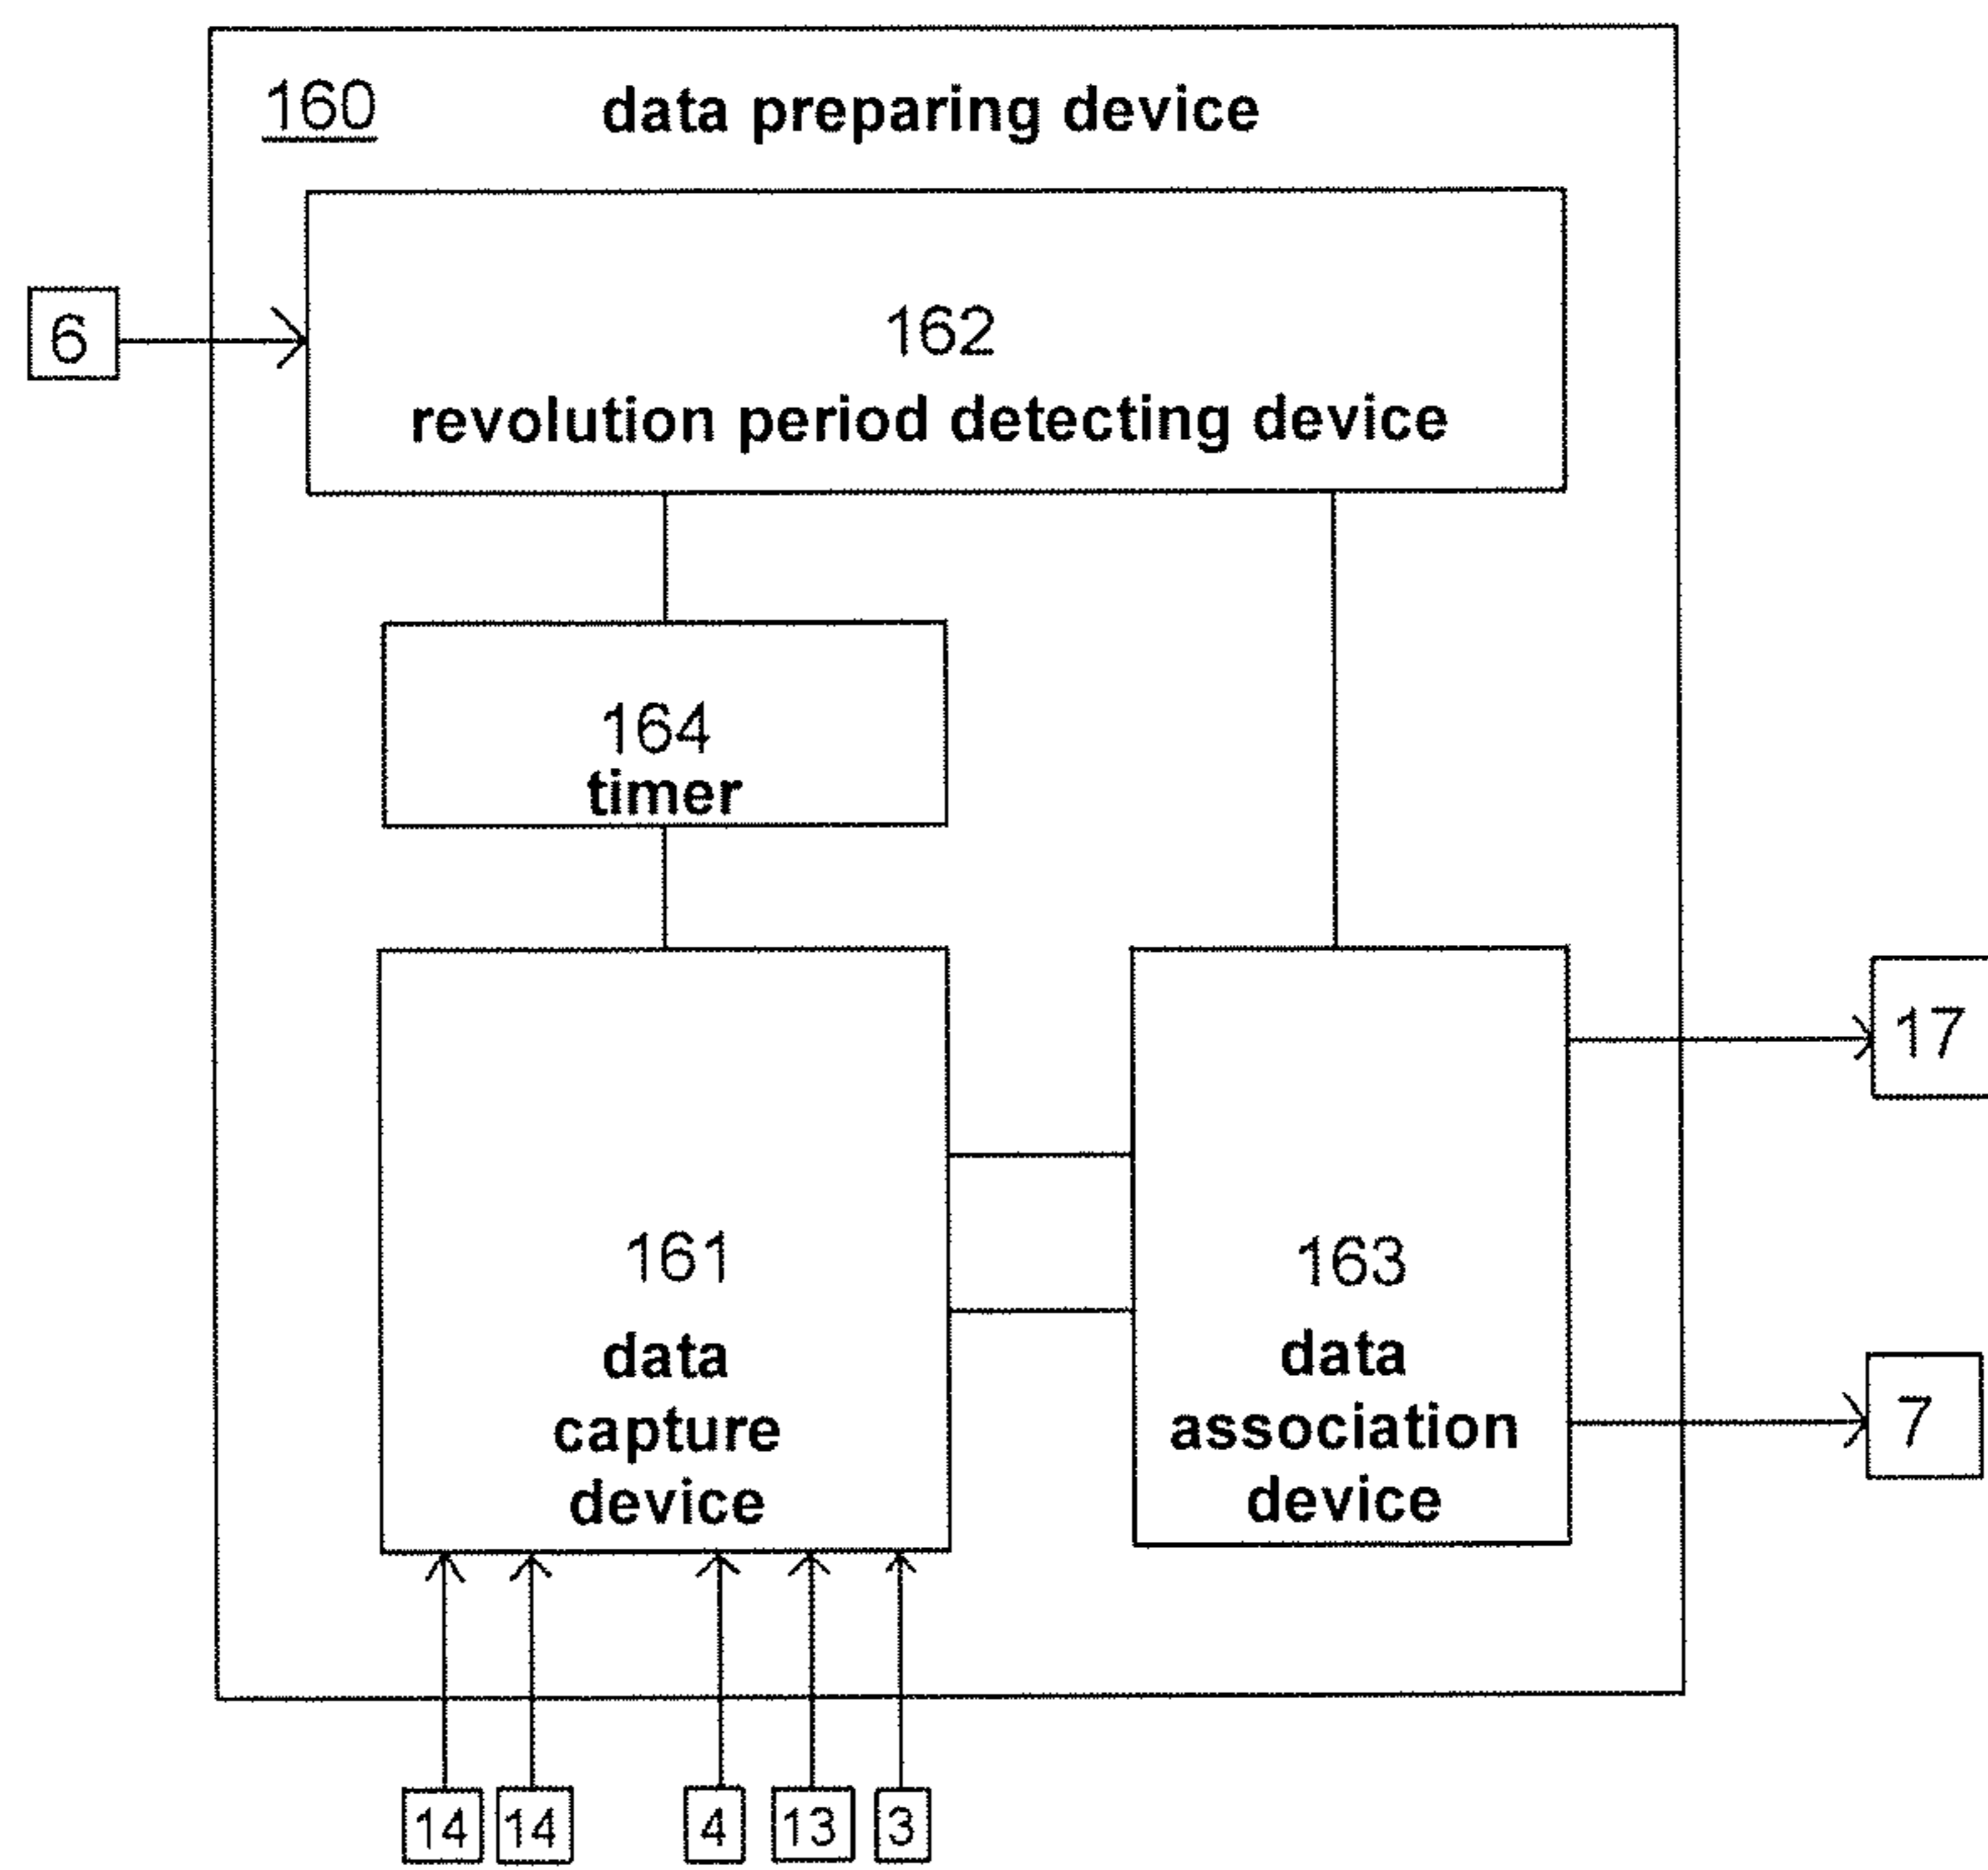 160 data preparing device
6
162
revolution period detecting device
164
timer
17
161
data
capture
device
163
data
association
device
7
14 14 4 13 3